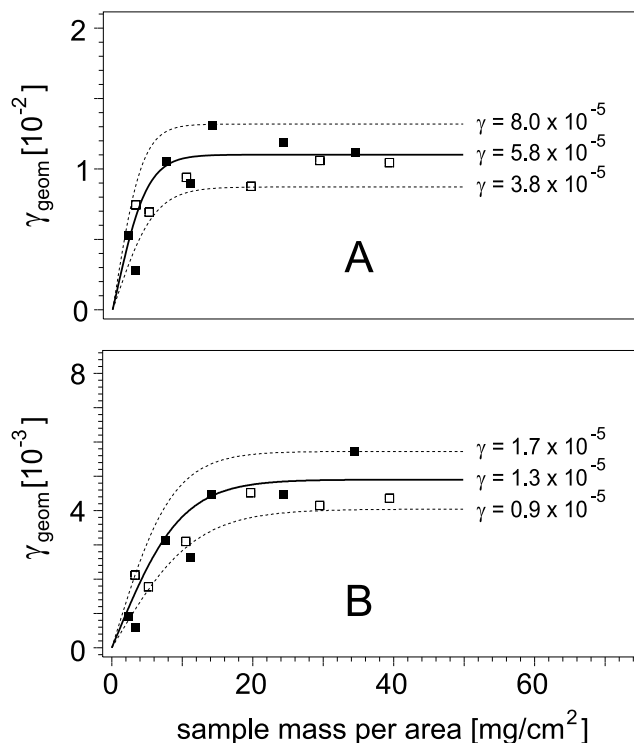 2
γgeom [10⁻²]
1
0
γ = 8.0 x 10⁻⁵
γ = 5.8 x 10⁻⁵
γ = 3.8 x 10⁻⁵
A
8
γgeom [10⁻³]
4
0
γ = 1.7 x 10⁻⁵
γ = 1.3 x 10⁻⁵
γ = 0.9 x 10⁻⁵
B
0 20 40 60
sample mass per area [mg/cm²]